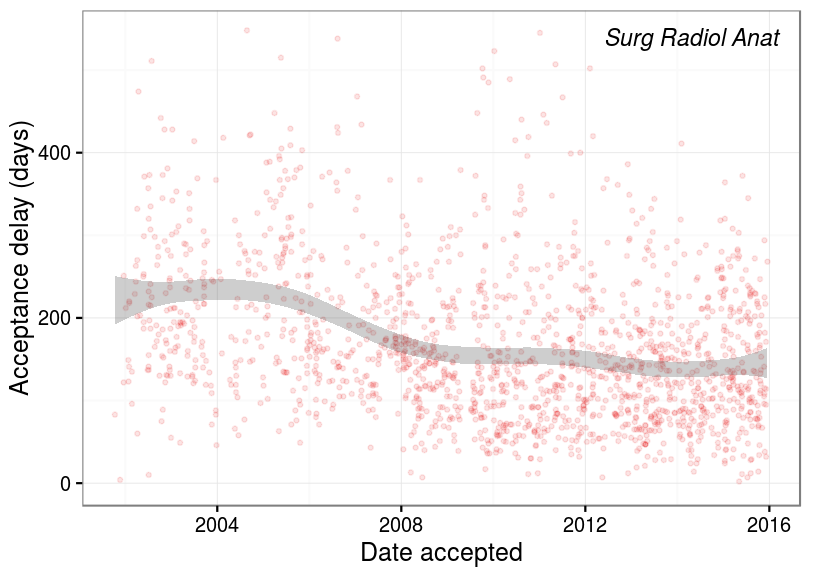 Surg Radiol Anat
Acceptance delay (days)
400
200
0
2004 2008 2012 2016
Date accepted